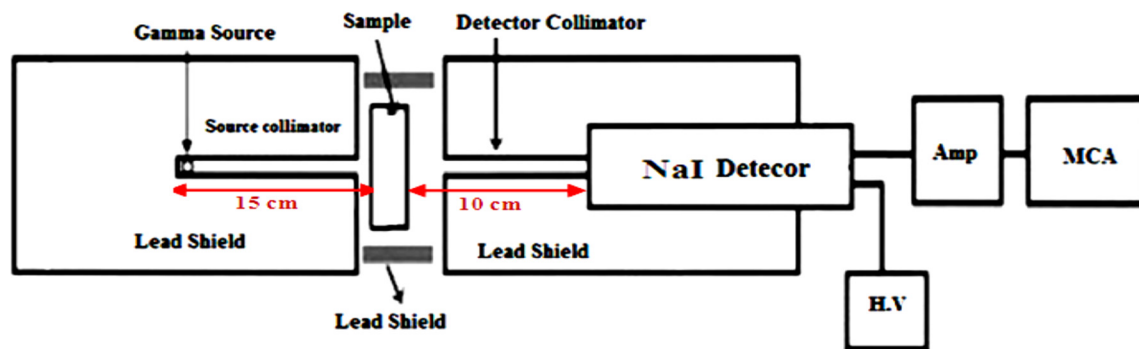 Sample
Detector Collimator
Gamma Source
Source collimator
NaI Detecor
Amp
MCA
15 cm
10 cm
Lead Shield
Lead Shield
H.V
Lead Shield